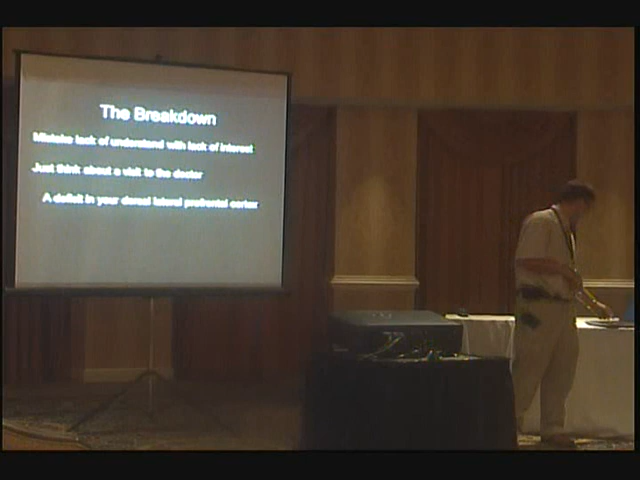 The Breakdown
Mistake lack of understand with lack of interest
Just think about a visit to the doctor
A deficit in your dorsal lateral prefrontal cortex